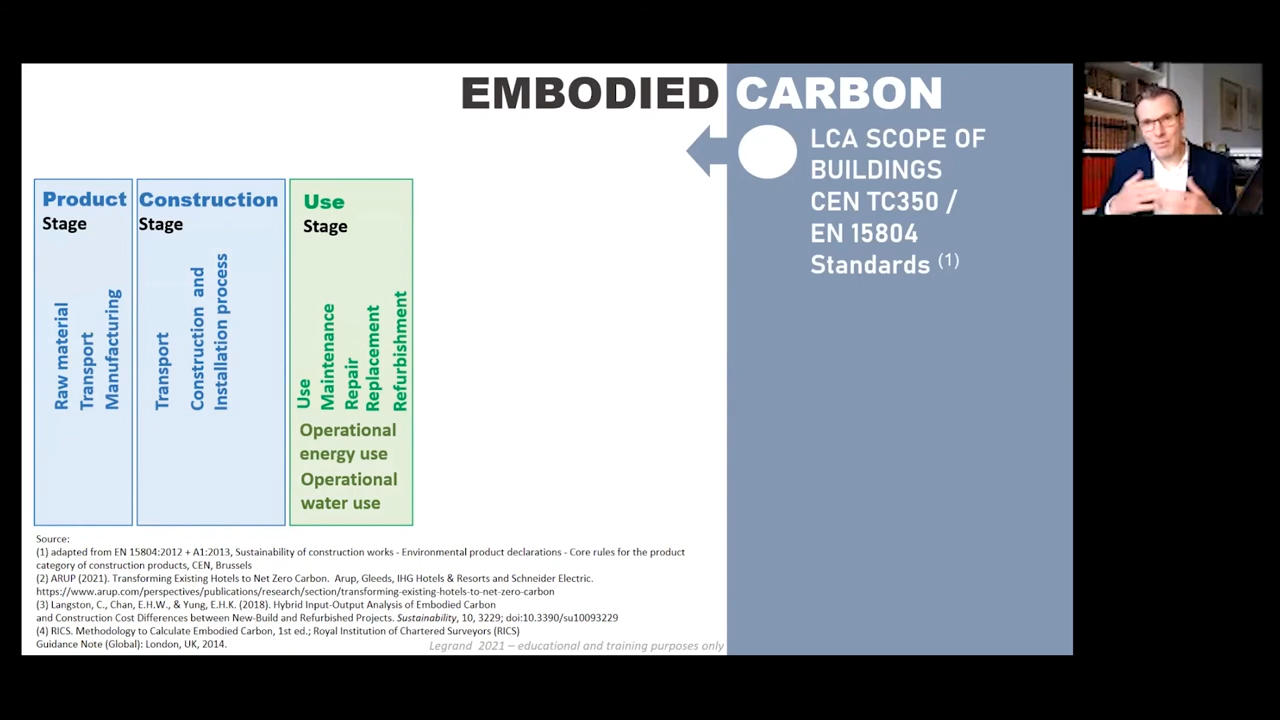 EMBODIED CARBON
LCA SCOPE OF
BUILDINGS
CEN TC350 /
EN 15804
Standards (1)
Product
Stage
Raw material
Transport
Manufacturing
Construction
Stage
Transport
Construction and
Installation process
Use
Stage
Use
Maintenance
Repair
Replacement
Refurbishment
Operational
energy use
Operational
water use
Source:
(1) adapted from EN 15804:2012 + A1:2013, Sustainability of construction works - Environmental product declarations - Core rules for the product
category of construction products, CEN, Brussels
(2) ARUP (2021). Transforming Existing Hotels to Net Zero Carbon. Arup, Gleeds, IHG Hotels & Resorts and Schneider Electric.
https://www.arup.com/perspectives/publications/research/section/transforming-existing-hotels-to-net-zero-carbon
(3) Langston, C., Chan, E.H.W., & Yung, E.H.K. (2018). Hybrid Input-Output Analysis of Embodied Carbon
and Construction Cost Differences between New-Build and Refurbished Projects. Sustainability, 10, 3229; doi:10.3390/su10093229
(4) RICS. Methodology to Calculate Embodied Carbon, 1st ed.; Royal Institution of Chartered Surveyors (RICS)
Guidance Note (Global): London, UK, 2014.
Legrand 2021 – educational and training purposes only